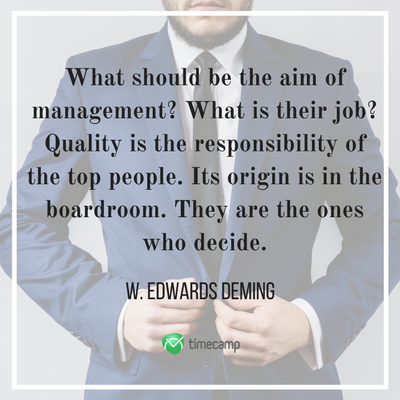 What should be the aim of
management? What is their job?
Quality is the responsibility of
the top people. Its origin is in the
boardroom. They are the ones
who decide.
W. EDWARDS DEMING
timecamp